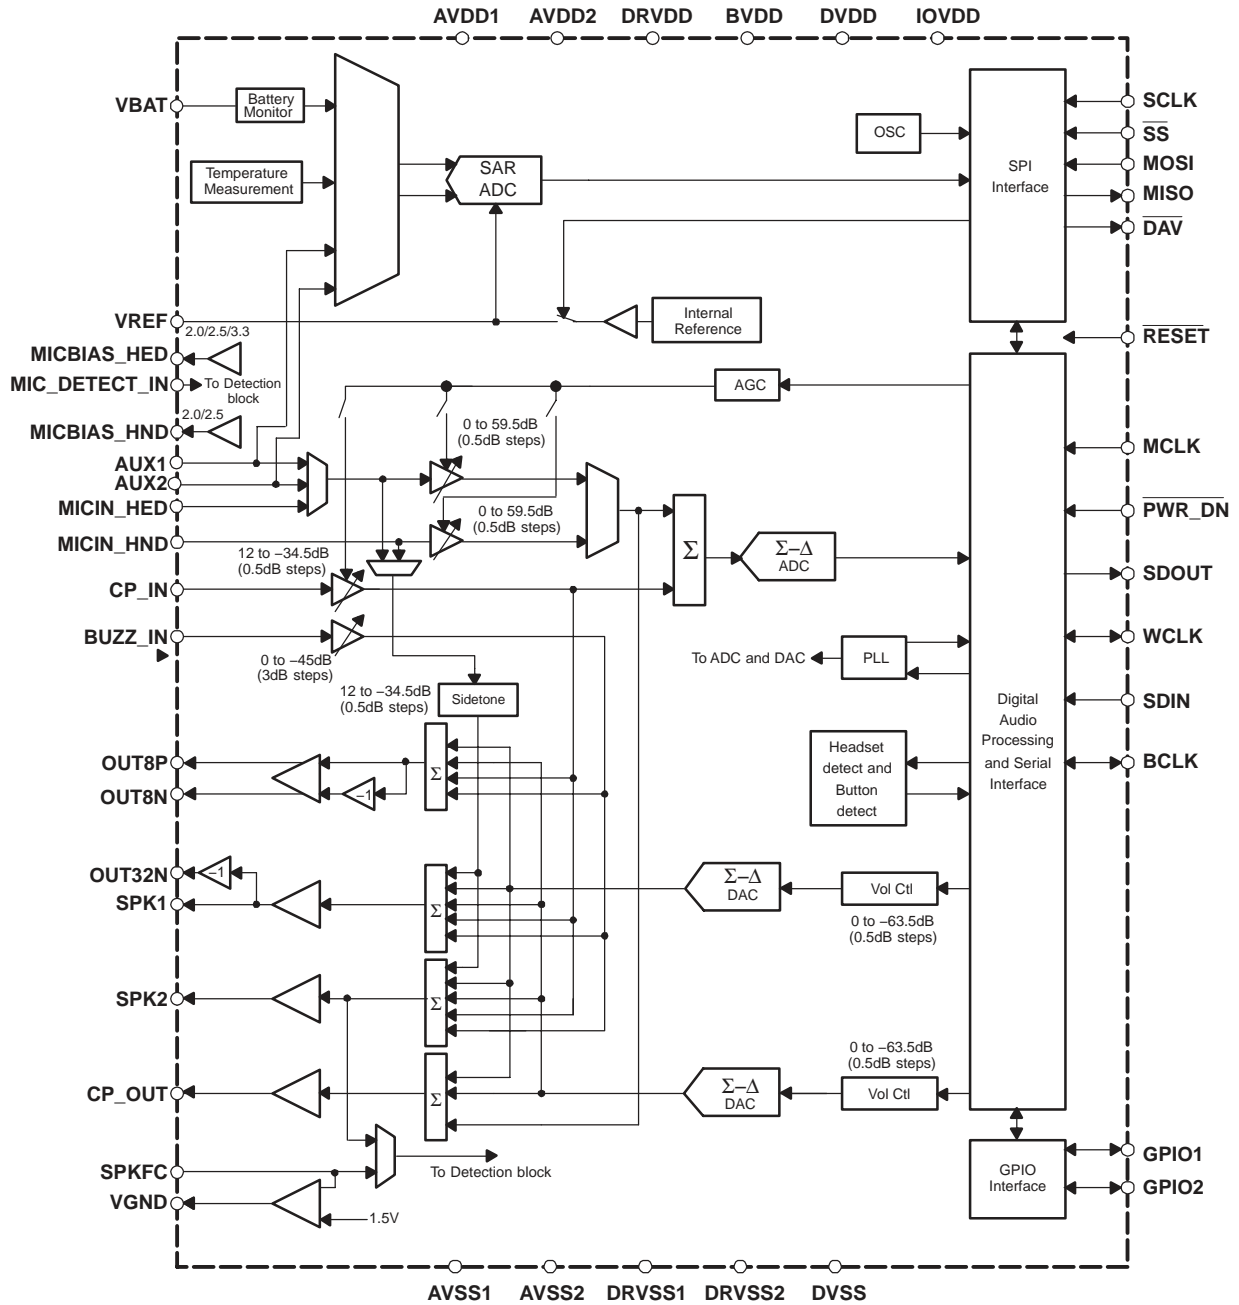 AVDD1 AVDD2 DRVDD BVDD DVDD IOVDD
VBAT
Battery
Monitor
Temperature
Measurement
SAR
ADC
OSC
SPI
Interface
SCLK
SS
MOSI
MISO
DAV
VREF
Internal
Reference
RESET
2.0/2.5/3.3
MICBIAS_HED
MIC_DETECT_IN
To Detection
block
AGC
2.0/2.5
MICBIAS_HND
0 to 59.5dB
(0.5dB steps)
MCLK
AUX1
AUX2
MICIN_HED
0 to 59.5dB
(0.5dB steps)
PWR_DN
MICIN_HND
12 to −34.5dB
(0.5dB steps)
Σ
Σ−Δ
ADC
SDOUT
CP_IN
BUZZ_IN
0 to −45dB
(3dB steps)
To ADC and DAC
PLL
WCLK
12 to −34.5dB
(0.5dB steps)
Sidetone
Digital
Audio
Processing
and Serial
Interface
SDIN
OUT8P
OUT8N
−1
Σ
Headset
detect and
Button
detect
BCLK
OUT32N
−1
SPK1
Σ
Σ−Δ
DAC
Vol Ctl
0 to −63.5dB
(0.5dB steps)
SPK2
Σ
0 to −63.5dB
(0.5dB steps)
CP_OUT
Σ
Σ−Δ
DAC
Vol Ctl
SPKFC
To Detection block
VGND
1.5V
GPIO
Interface
GPIO1
GPIO2
AVSS1 AVSS2 DRVSS1 DRVSS2 DVSS